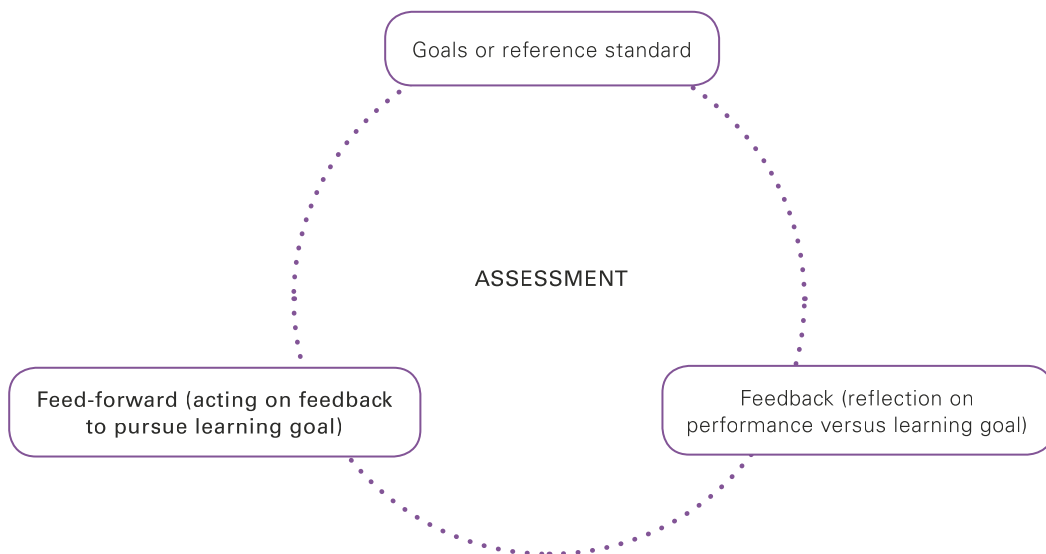 Goals or reference standard
ASSESSMENT
Feed-forward (acting on feedback
to pursue learning goal)
Feedback (reflection on
performance versus learning goal)